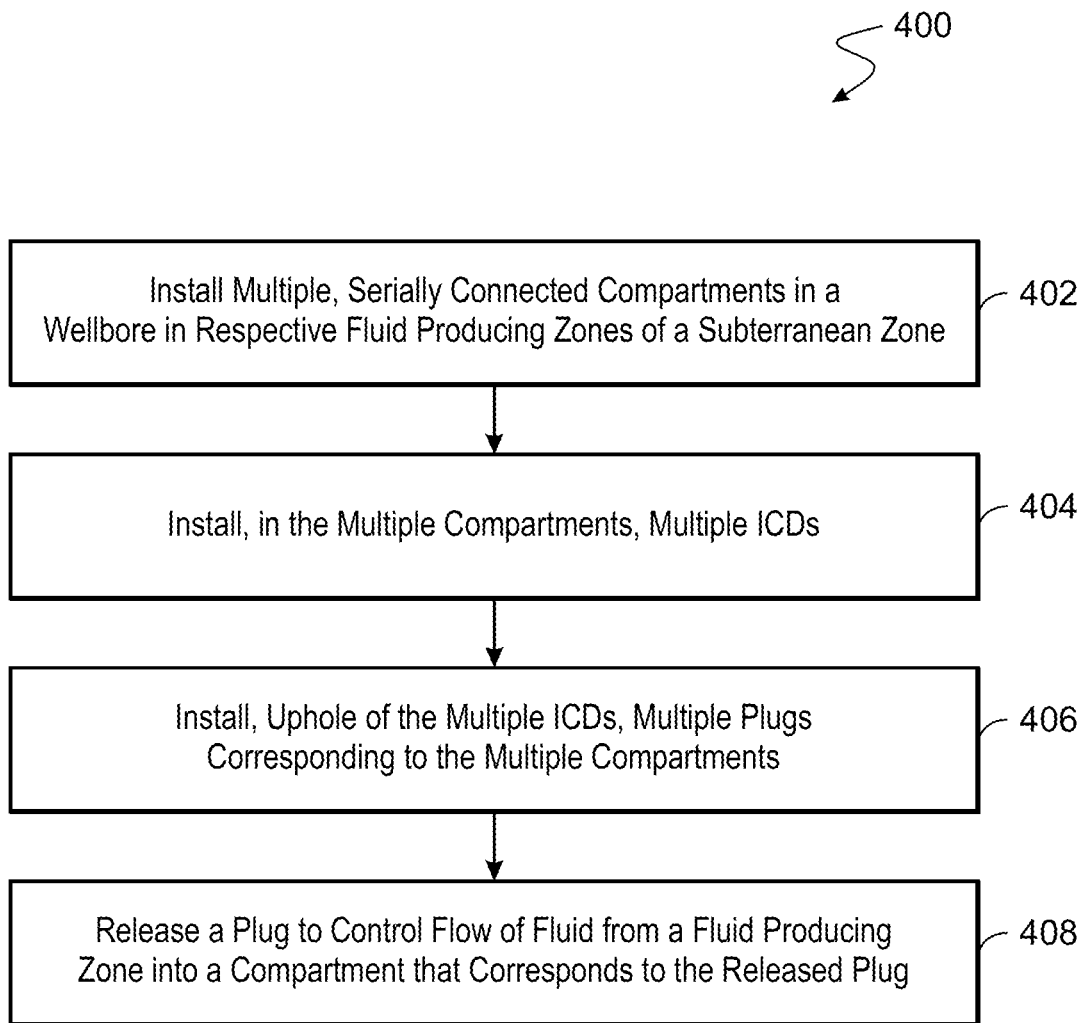 400
Install Multiple, Serially Connected Compartments in a
Wellbore in Respective Fluid Producing Zones of a Subterranean Zone
402
Install, in the Multiple Compartments, Multiple ICDs
404
Install, Uphole of the Multiple ICDs, Multiple Plugs
Corresponding to the Multiple Compartments
406
Release a Plug to Control Flow of Fluid from a Fluid Producing
Zone into a Compartment that Corresponds to the Released Plug
408